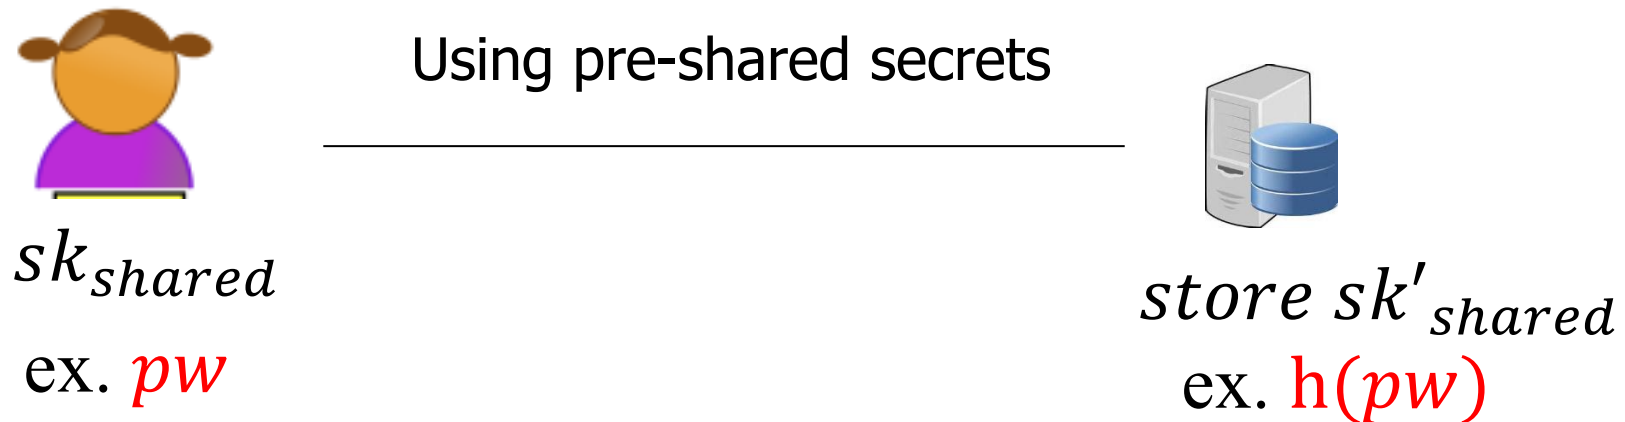 Using pre-shared secrets
sk_shared
ex. pw
store sk'_shared
ex. h(pw)